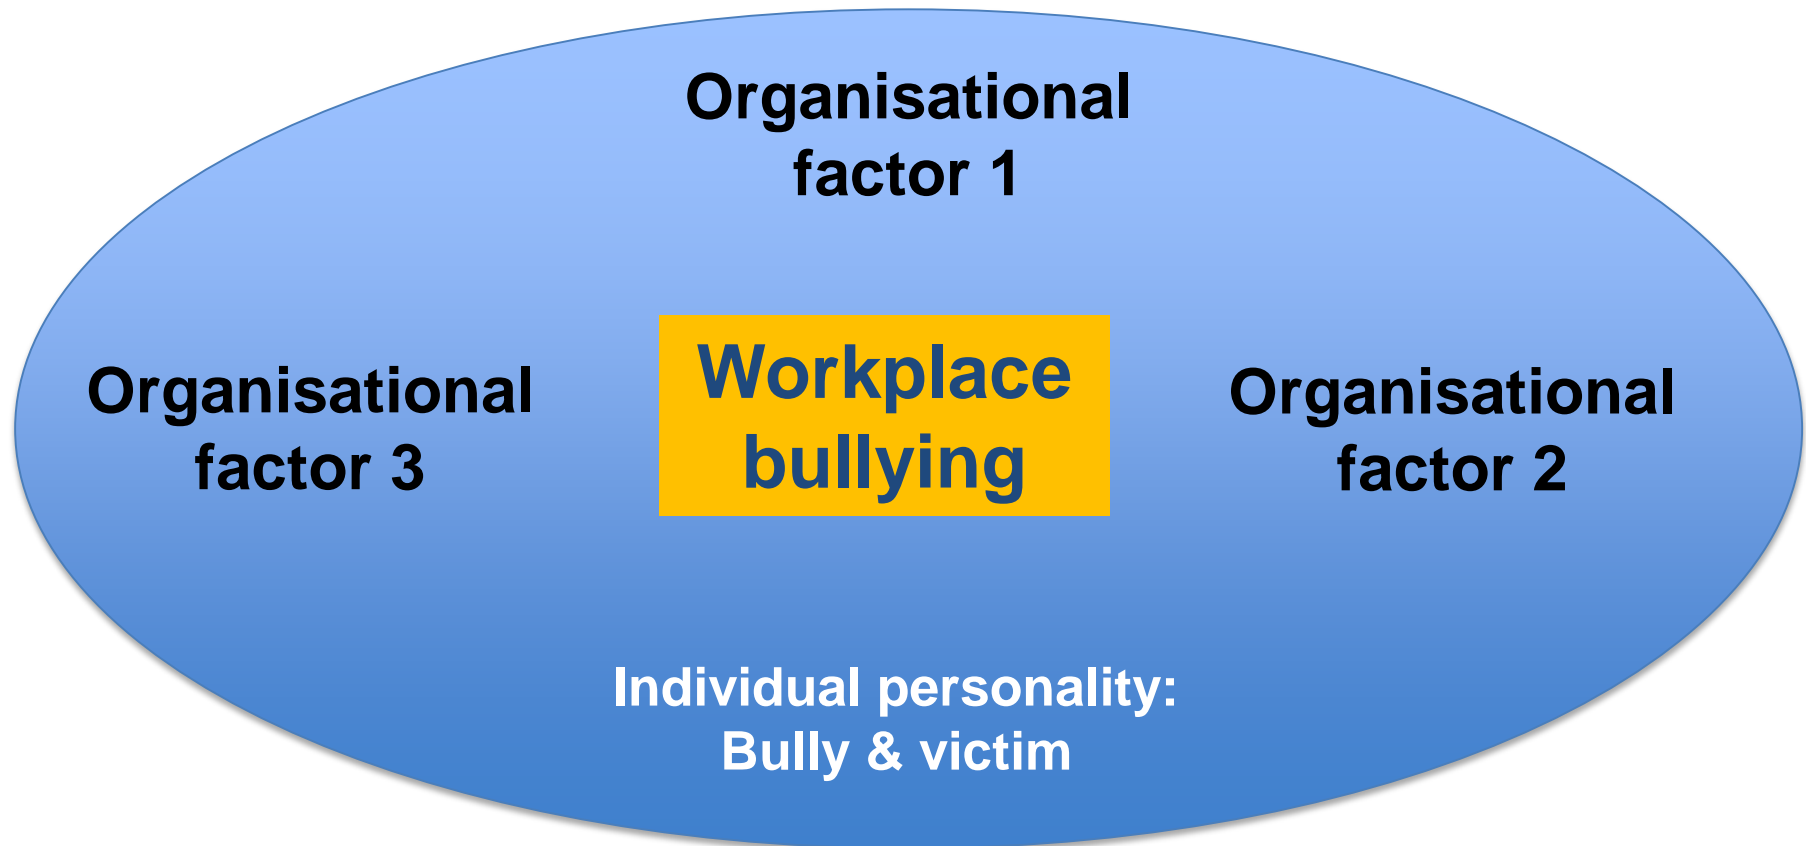 Organisational
factor 1
Organisational
factor 3
Workplace
bullying
Organisational
factor 2
Individual personality:
Bully & victim